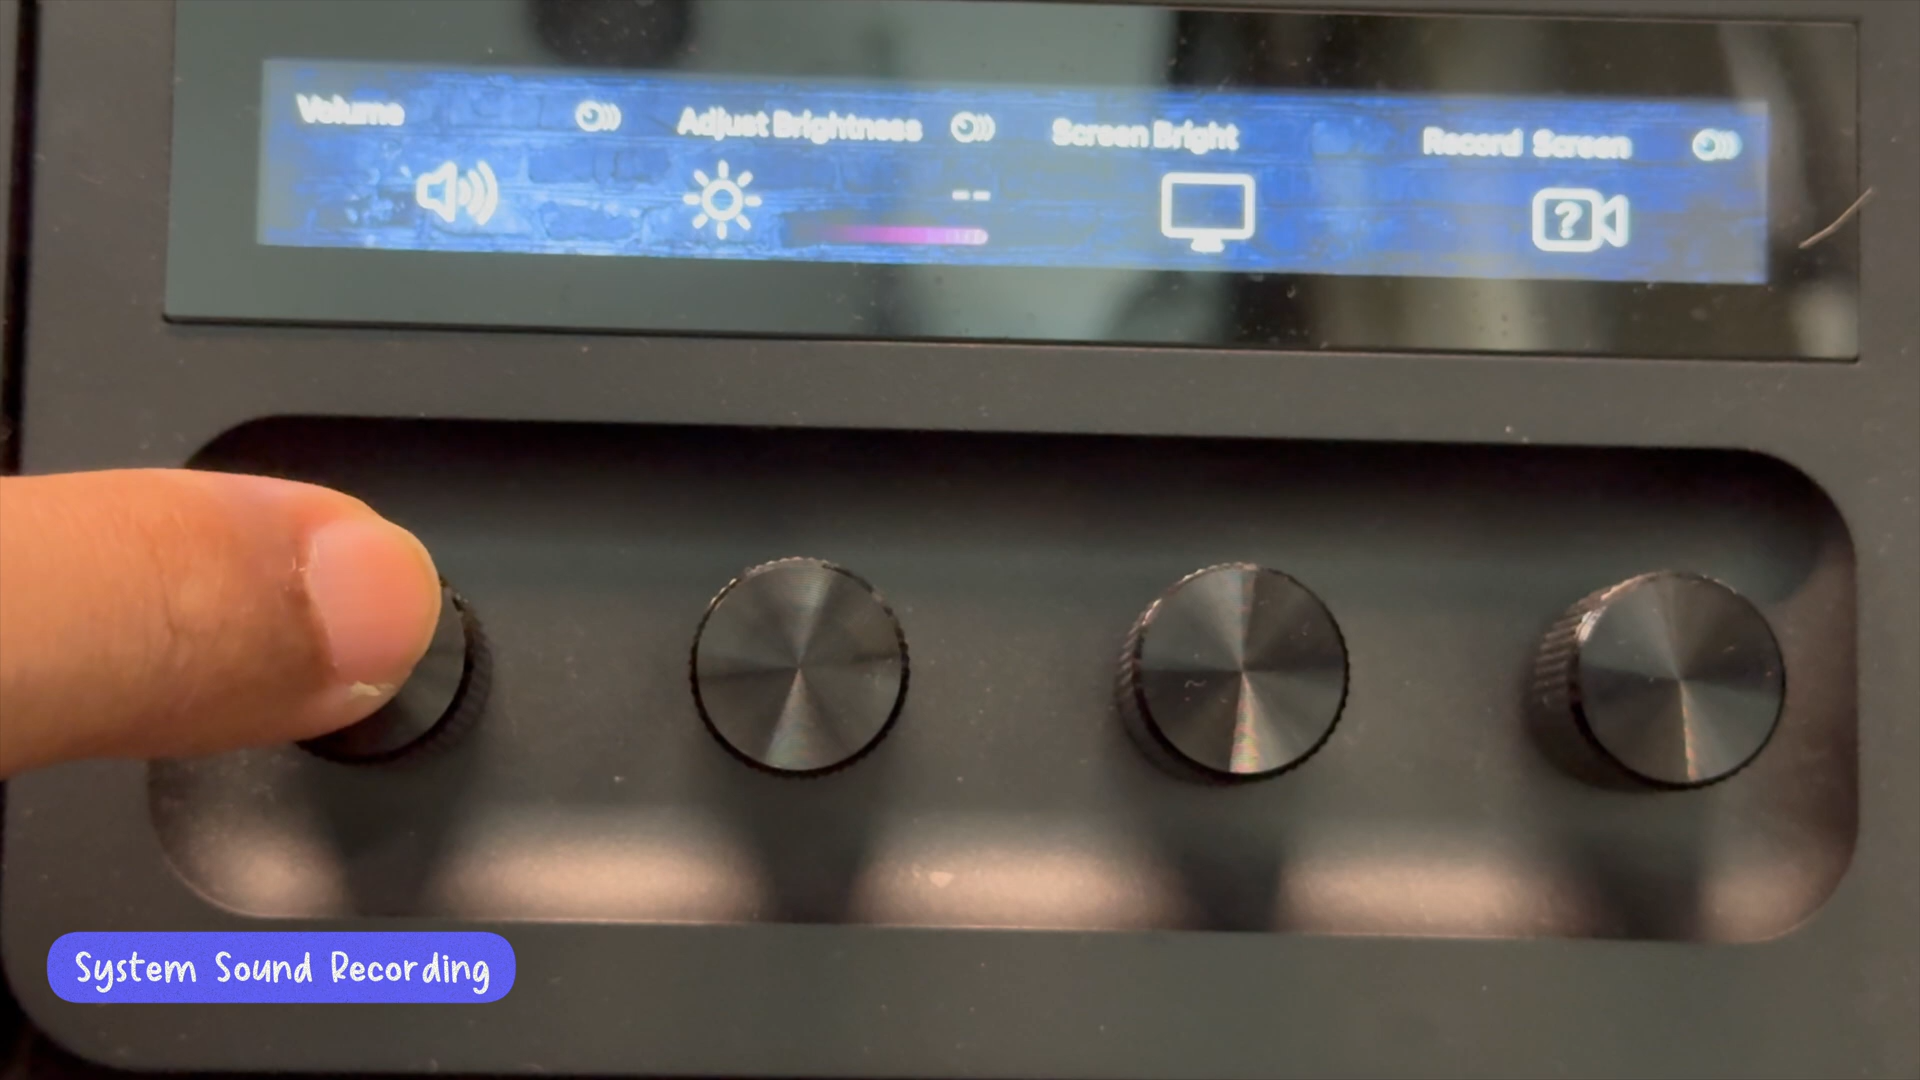 Volume
Adjust Brightness
Screen Bright
Record Screen
--
?
System Sound Recording